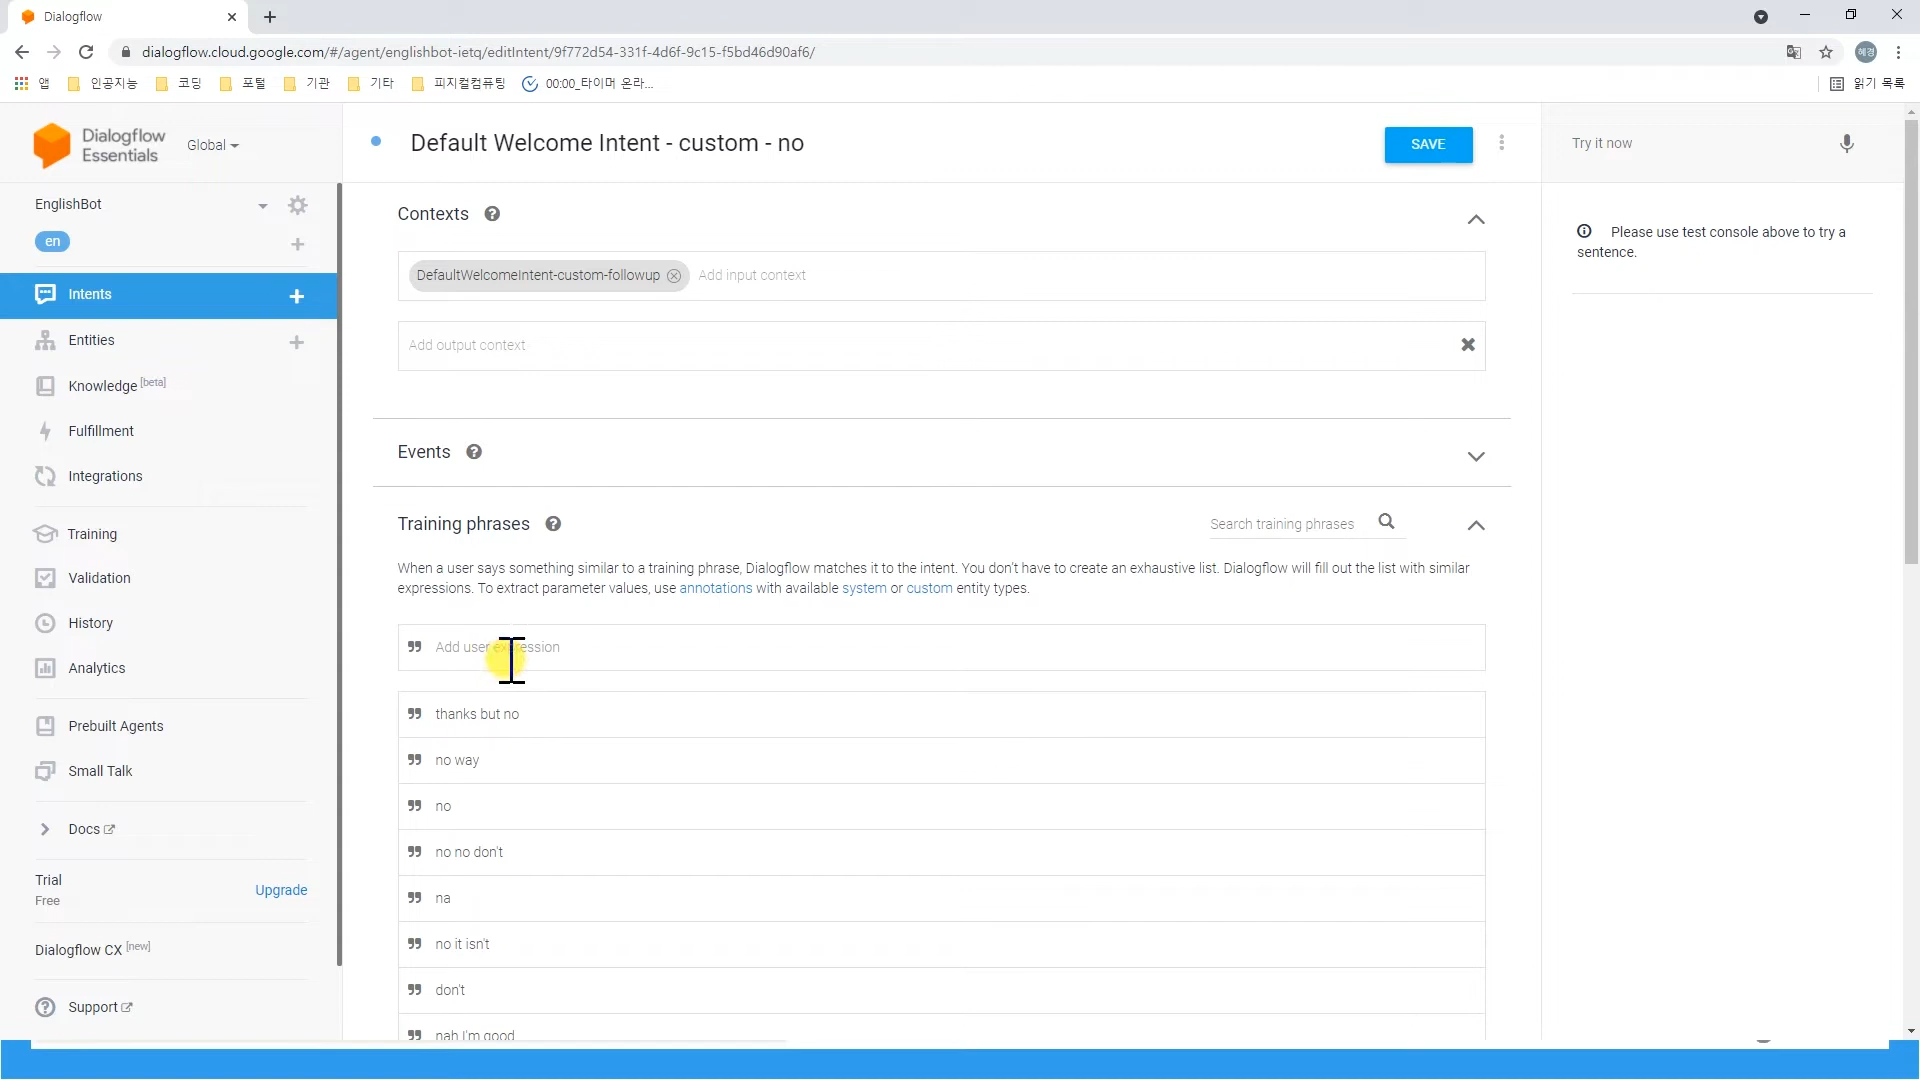 Dialogflow
dialogflow.cloud.google.com/#/agent/englishbot-ietq/editIntent/9f772d54-331f-4d6f-9c15-f5bd46d90af6/
혜경
앱 인공지능 코딩 포털 기관 기타 피지컬컴퓨팅 00:00_타이머 온라... 읽기 목록
Dialogflow
Essentials
Global
Default Welcome Intent - custom - no
SAVE
Try it now
EnglishBot
en
Intents
Entities
Knowledge [beta]
Fulfillment
Integrations
Training
Validation
History
Analytics
Prebuilt Agents
Small Talk
Docs
Trial
Free
Upgrade
Dialogflow CX [new]
Support
Contexts
DefaultWelcomeIntent-custom-followup Add input context
Add output context
Events
Training phrases
Search training phrases
When a user says something similar to a training phrase, Dialogflow matches it to the intent. You don't have to create an exhaustive list. Dialogflow will fill out the list with similar
expressions. To extract parameter values, use annotations with available system or custom entity types.
Add user expression
thanks but no
no way
no
no no don't
na
no it isn't
don't
nah I'm good
Please use test console above to try a
sentence.